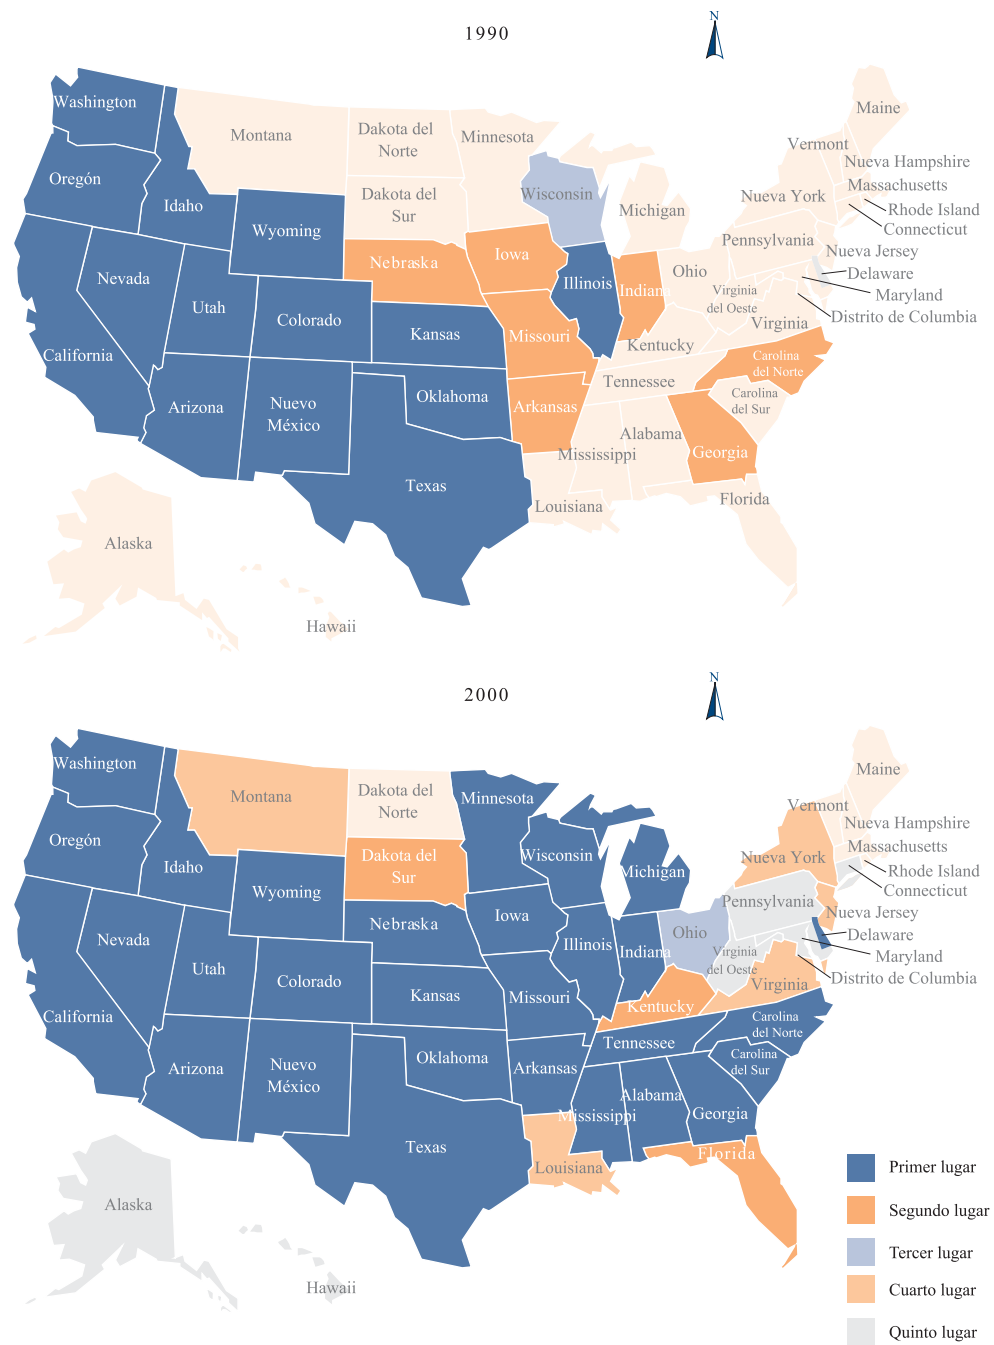 1990
N
Washington
Montana
Dakota del
Norte
Minnesota
Maine
Vermont
Oregón
Idaho
Dakota del
Sur
Wisconsin
Michigan
Nueva York
Nueva Hampshire
Massachusetts
Rhode Island
Connecticut
Wyoming
Nebraska
Iowa
Pennsylvania
Nueva Jersey
Nevada
Utah
Colorado
Kansas
Illinois
Indiana
Ohio
Virginia
del Oeste
Delaware
Maryland
Distrito de Columbia
California
Missouri
Kentucky
Virginia
Arizona
Nuevo
México
Oklahoma
Arkansas
Tennessee
Carolina
del Norte
Carolina
del Sur
Texas
Mississippi
Alabama
Georgia
Louisiana
Florida
Alaska
Hawaii
2000
N
Washington
Montana
Dakota del
Norte
Minnesota
Maine
Vermont
Oregón
Idaho
Dakota del
Sur
Wisconsin
Michigan
Nueva York
Nueva Hampshire
Massachusetts
Rhode Island
Connecticut
Wyoming
Nebraska
Iowa
Pennsylvania
Nueva Jersey
Nevada
Utah
Colorado
Kansas
Illinois
Indiana
Ohio
Virginia
del Oeste
Delaware
Maryland
Distrito de Columbia
California
Missouri
Kentucky
Virginia
Arizona
Nuevo
México
Oklahoma
Arkansas
Tennessee
Carolina
del Norte
Carolina
del Sur
Texas
Mississippi
Alabama
Georgia
Louisiana
Florida
Alaska
Hawaii
Primer lugar
Segundo lugar
Tercer lugar
Cuarto lugar
Quinto lugar